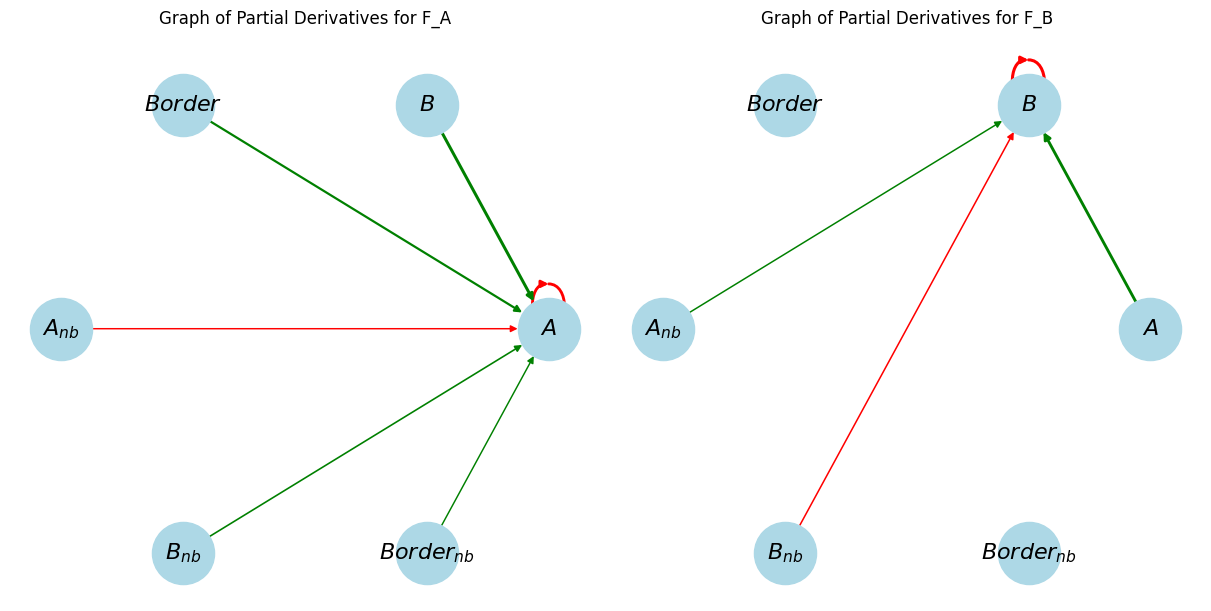 Graph of Partial Derivatives for F_A
Border
B
A_{nb}
A
B_{nb}
Border_{nb}
Graph of Partial Derivatives for F_B
Border
B
A_{nb}
A
B_{nb}
Border_{nb}